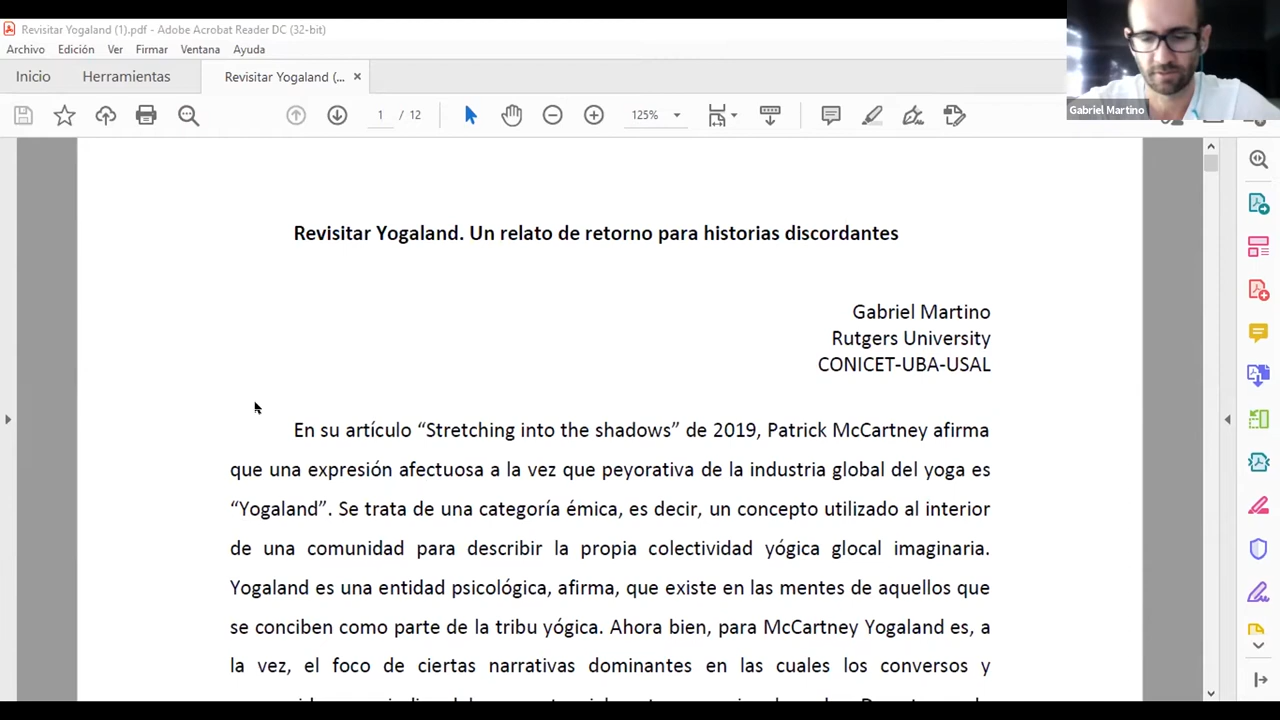 Revisitar Yogaland (1).pdf - Adobe Acrobat Reader DC (32-bit)
Archivo Edición Ver Firmar Ventana Ayuda
Inicio Herramientas Revisitar Yogaland (... ×
1 / 12 125%
Gabriel Martino
Revisitar Yogaland. Un relato de retorno para historias discordantes
Gabriel Martino
Rutgers University
CONICET-UBA-USAL
En su artículo “Stretching into the shadows” de 2019, Patrick McCartney afirma
que una expresión afectuosa a la vez que peyorativa de la industria global del yoga es
“Yogaland”. Se trata de una categoría émica, es decir, un concepto utilizado al interior
de una comunidad para describir la propia colectividad yógica glocal imaginaria.
Yogaland es una entidad psicológica, afirma, que existe en las mentes de aquellos que
se conciben como parte de la tribu yógica. Ahora bien, para McCartney Yogaland es, a
la vez, el foco de ciertas narrativas dominantes en las cuales los conversos y